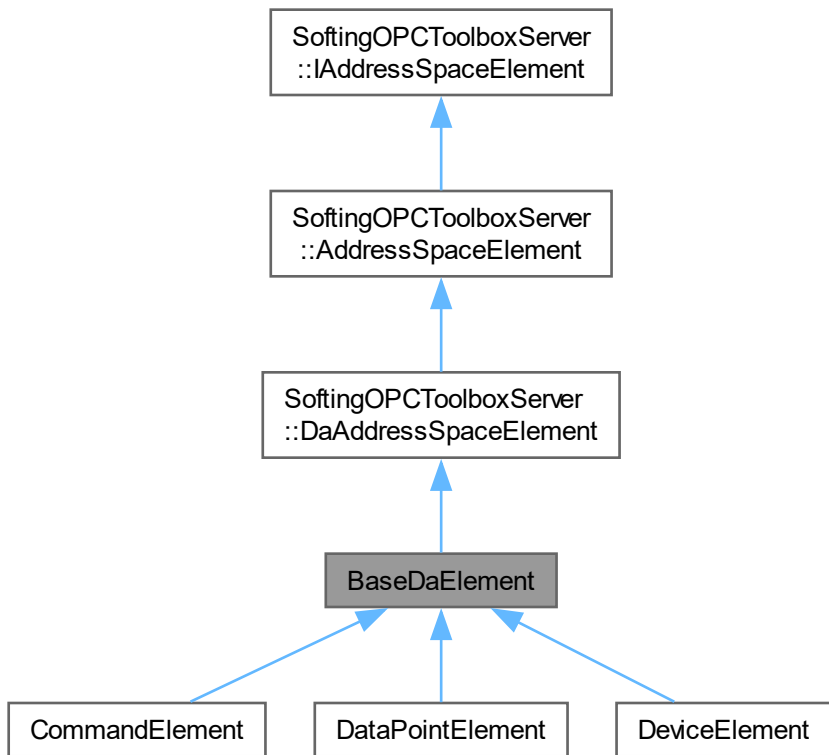 SoftingOPCToolboxServer
::IAddressSpaceElement
SoftingOPCToolboxServer
::AddressSpaceElement
SoftingOPCToolboxServer
::DaAddressSpaceElement
BaseDaElement
CommandElement
DataPointElement
DeviceElement